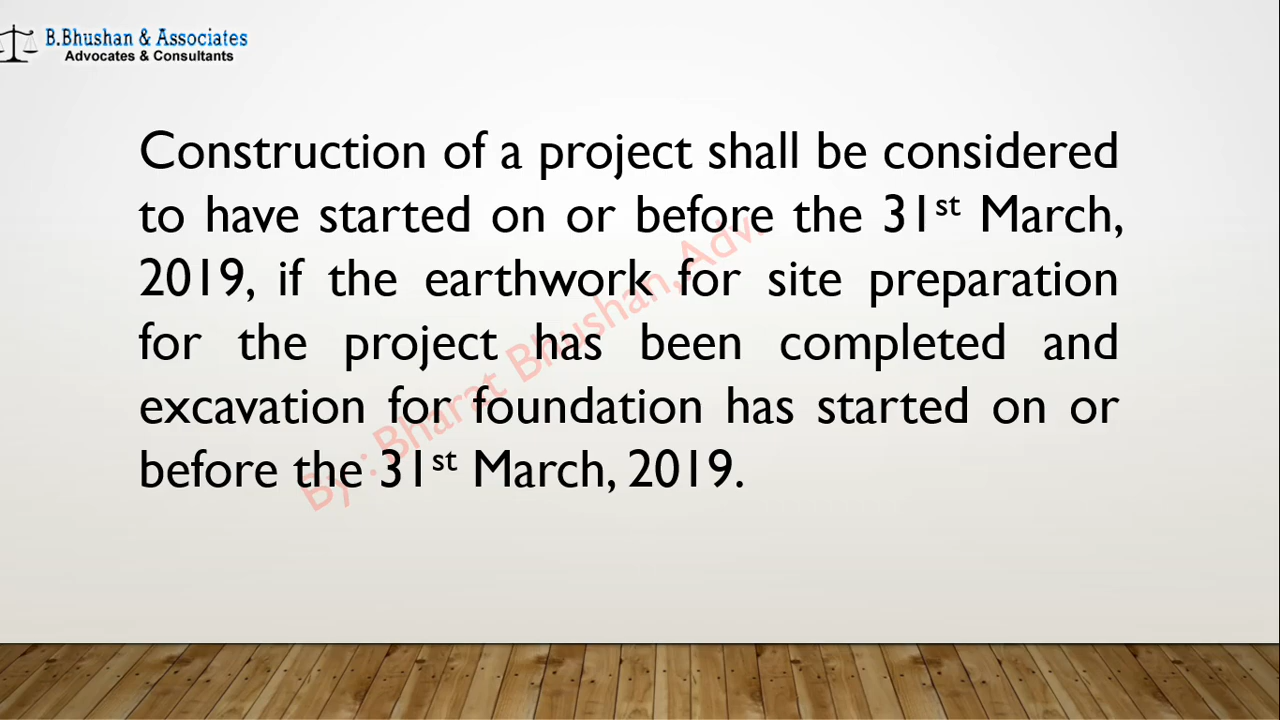 B.Bhushan & Associates
Advocates & Consultants
Construction of a project shall be considered
to have started on or before the 31st March,
2019, if the earthwork for site preparation
for the project has been completed and
excavation for foundation has started on or
before the 31st March, 2019.
By : Bharat Bhushan,Adv.